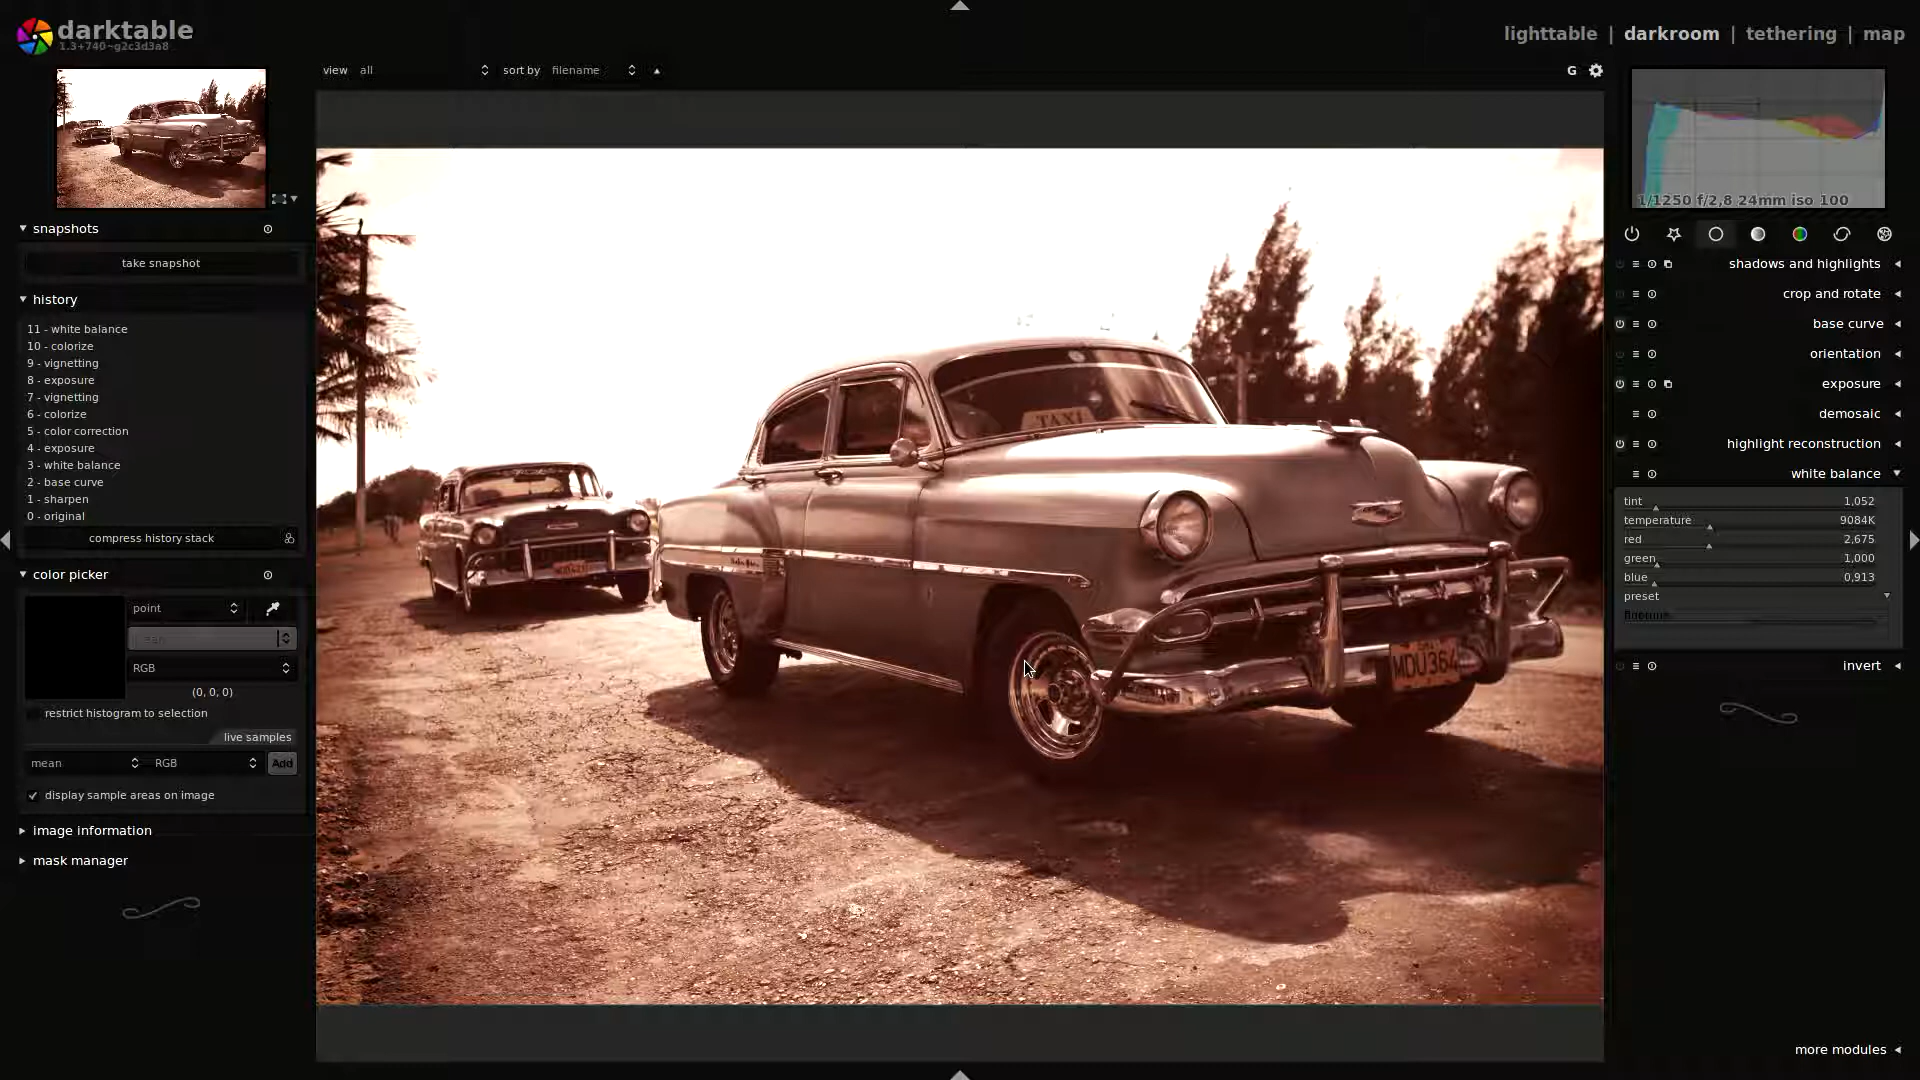 darktable
1.3+740~g2c3d3a8
lighttable | darkroom | tethering | map
view all sort by filename
G
1/1250 f/2,8 24mm iso 100
snapshots
take snapshot
history
11 - white balance
10 - colorize
9 - vignetting
8 - exposure
7 - vignetting
6 - colorize
5 - color correction
4 - exposure
3 - white balance
2 - base curve
1 - sharpen
0 - original
compress history stack
color picker
point
mean
RGB
(0, 0, 0)
restrict histogram to selection
live samples
mean RGB Add
display sample areas on image
image information
mask manager
TAXI
MDU364
shadows and highlights
crop and rotate
base curve
orientation
exposure
demosaic
highlight reconstruction
white balance
tint 1,052
temperature 9084K
red 2,675
green 1,000
blue 0,913
preset
finetune
invert
more modules